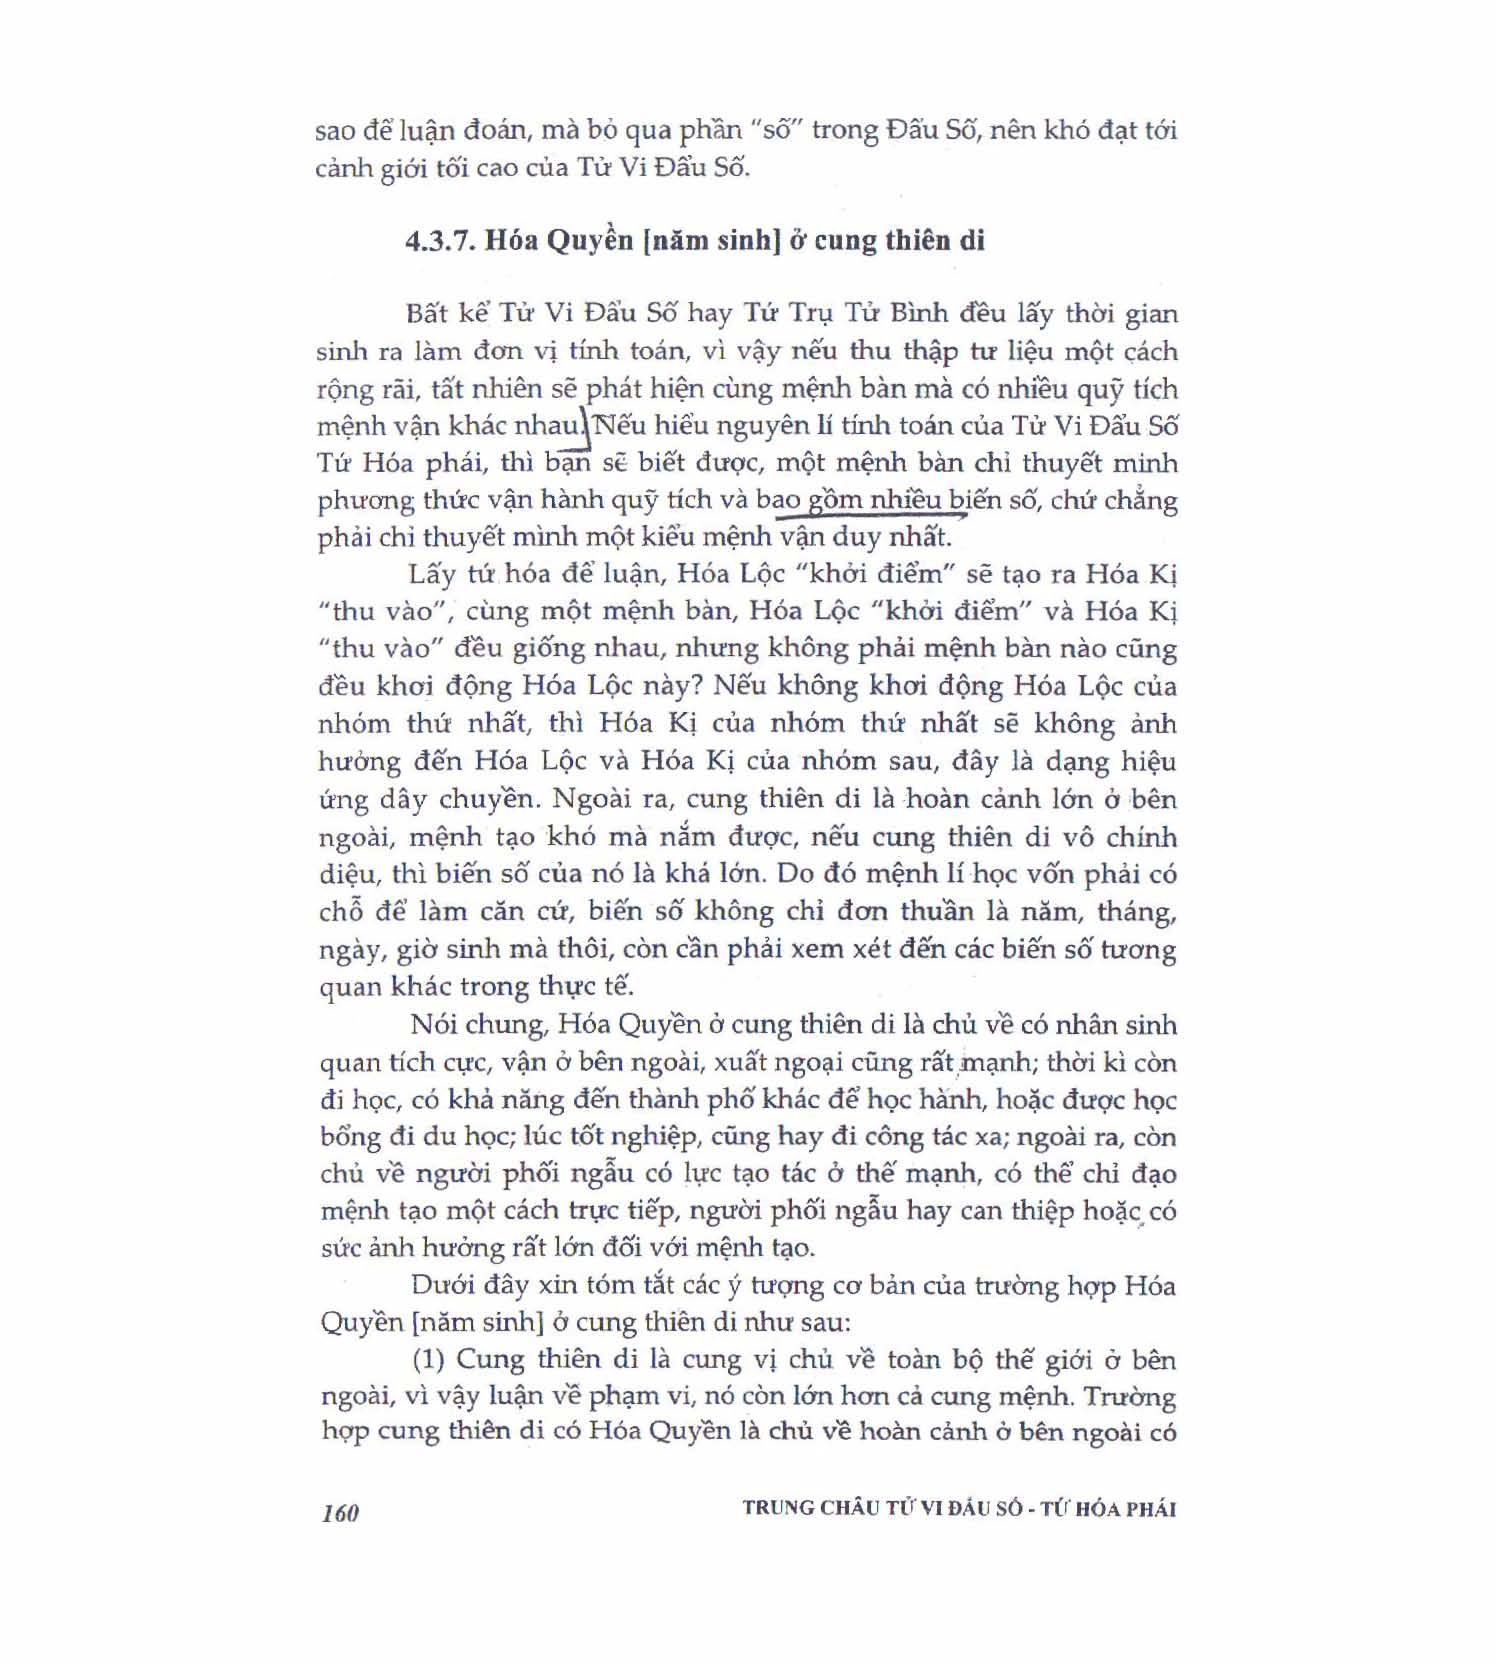 sao để luận đoán, mà bỏ qua phần "số" trong Đẩu Số, nên khó đạt tới
cảnh giới tối cao của Tử Vi Đẩu Số.
4.3.7. Hóa Quyền [năm sinh] ở cung thiên di
Bất kể Tử Vi Đẩu Số hay Tứ Trụ Tử Bình đều lấy thời gian
sinh ra làm đơn vị tính toán, vì vậy nếu thu thập tư liệu một cách
rộng rãi, tất nhiên sẽ phát hiện cùng mệnh bàn mà có nhiều quỹ tích
mệnh vận khác nhau. Nếu hiểu nguyên lí tính toán của Tử Vi Đẩu Số
Tứ Hóa phái, thì bạn sẽ biết được, một mệnh bàn chỉ thuyết minh
phương thức vận hành quỹ tích và bao gồm nhiều biến số, chứ chẳng
phải chỉ thuyết mình một kiểu mệnh vận duy nhất.
Lấy tứ hóa để luận, Hóa Lộc "khởi điểm" sẽ tạo ra Hóa Kị
"thu vào", cùng một mệnh bàn, Hóa Lộc "khởi điểm" và Hóa Kị
"thu vào" đều giống nhau, nhưng không phải mệnh bàn nào cũng
đều khơi động Hóa Lộc này? Nếu không khơi động Hóa Lộc của
nhóm thứ nhất, thì Hóa Kị của nhóm thứ nhất sẽ không ảnh
hưởng đến Hóa Lộc và Hóa Kị của nhóm sau, đây là dạng hiệu
ứng dây chuyền. Ngoài ra, cung thiên di là hoàn cảnh lớn ở bên
ngoài, mệnh tạo khó mà nắm được, nếu cung thiên di vô chính
diệu, thì biến số của nó là khá lớn. Do đó mệnh lí học vốn phải có
chỗ để làm căn cứ, biến số không chỉ đơn thuần là năm, tháng,
ngày, giờ sinh mà thôi, còn cần phải xem xét đến các biến số tương
quan khác trong thực tế.
Nói chung, Hóa Quyền ở cung thiên di là chủ về có nhân sinh
quan tích cực, vận ở bên ngoài, xuất ngoại cũng rất mạnh; thời kì còn
đi học, có khả năng đến thành phố khác để học hành, hoặc được học
bổng đi du học; lúc tốt nghiệp, cũng hay đi công tác xa; ngoài ra, còn
chủ về người phối ngẫu có lực tạo tác ở thế mạnh, có thể chỉ đạo
mệnh tạo một cách trực tiếp, người phối ngẫu hay can thiệp hoặc có
sức ảnh hưởng rất lớn đối với mệnh tạo.
Dưới đây xin tóm tắt các ý tượng cơ bản của trường hợp Hóa
Quyền [năm sinh] ở cung thiên di như sau:
(1) Cung thiên di là cung vị chủ về toàn bộ thế giới ở bên
ngoài, vì vậy luận về phạm vi, nó còn lớn hơn cả cung mệnh. Trường
hợp cung thiên di có Hóa Quyền là chủ về hoàn cảnh ở bên ngoài có
160
TRUNG CHÂU TỬ VI ĐẨU SỐ - TỨ HÓA PHÁI